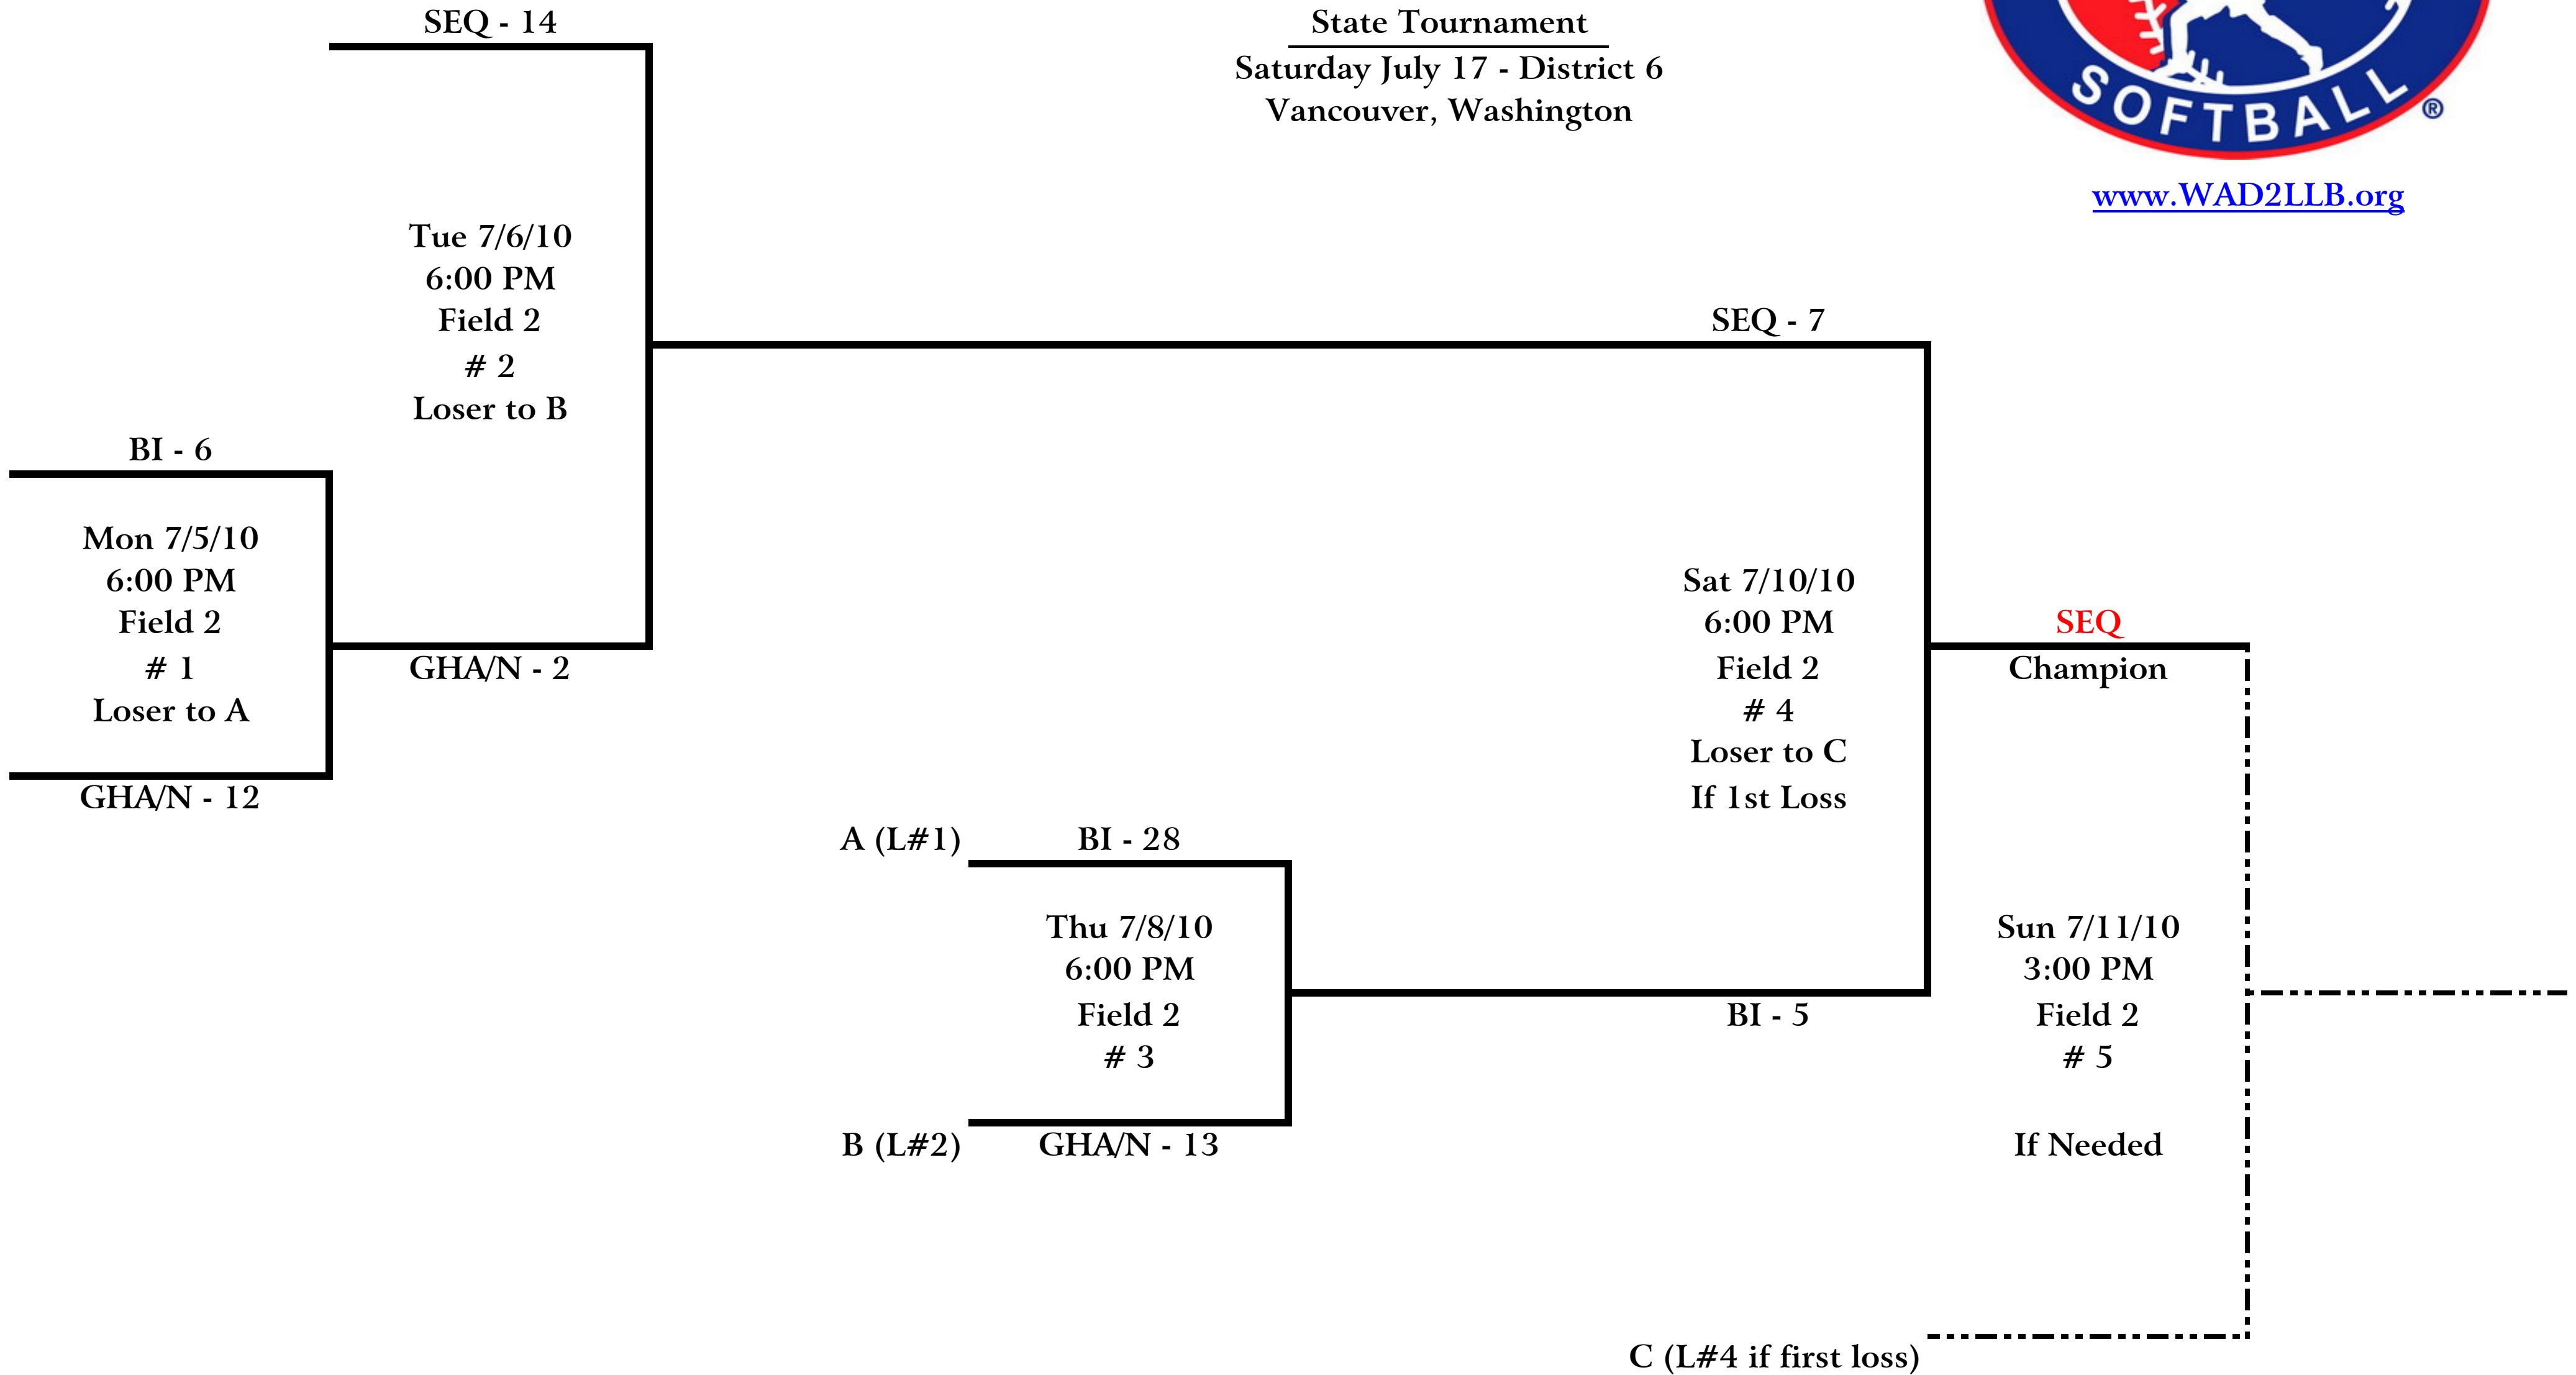 SEQ - 14
State Tournament
Saturday July 17 - District 6
Vancouver, Washington
SOFTBALL ®
www.WAD2LLB.org
Tue 7/6/10
6:00 PM
Field 2
# 2
Loser to B
SEQ - 7
BI - 6
Mon 7/5/10
6:00 PM
Field 2
# 1
Loser to A
GHA/N - 2
GHA/N - 12
Sat 7/10/10
6:00 PM
Field 2
# 4
Loser to C
If 1st Loss
SEQ
Champion
A (L#1)
BI - 28
Thu 7/8/10
6:00 PM
Field 2
# 3
BI - 5
B (L#2)
GHA/N - 13
Sun 7/11/10
3:00 PM
Field 2
# 5
If Needed
C (L#4 if first loss)